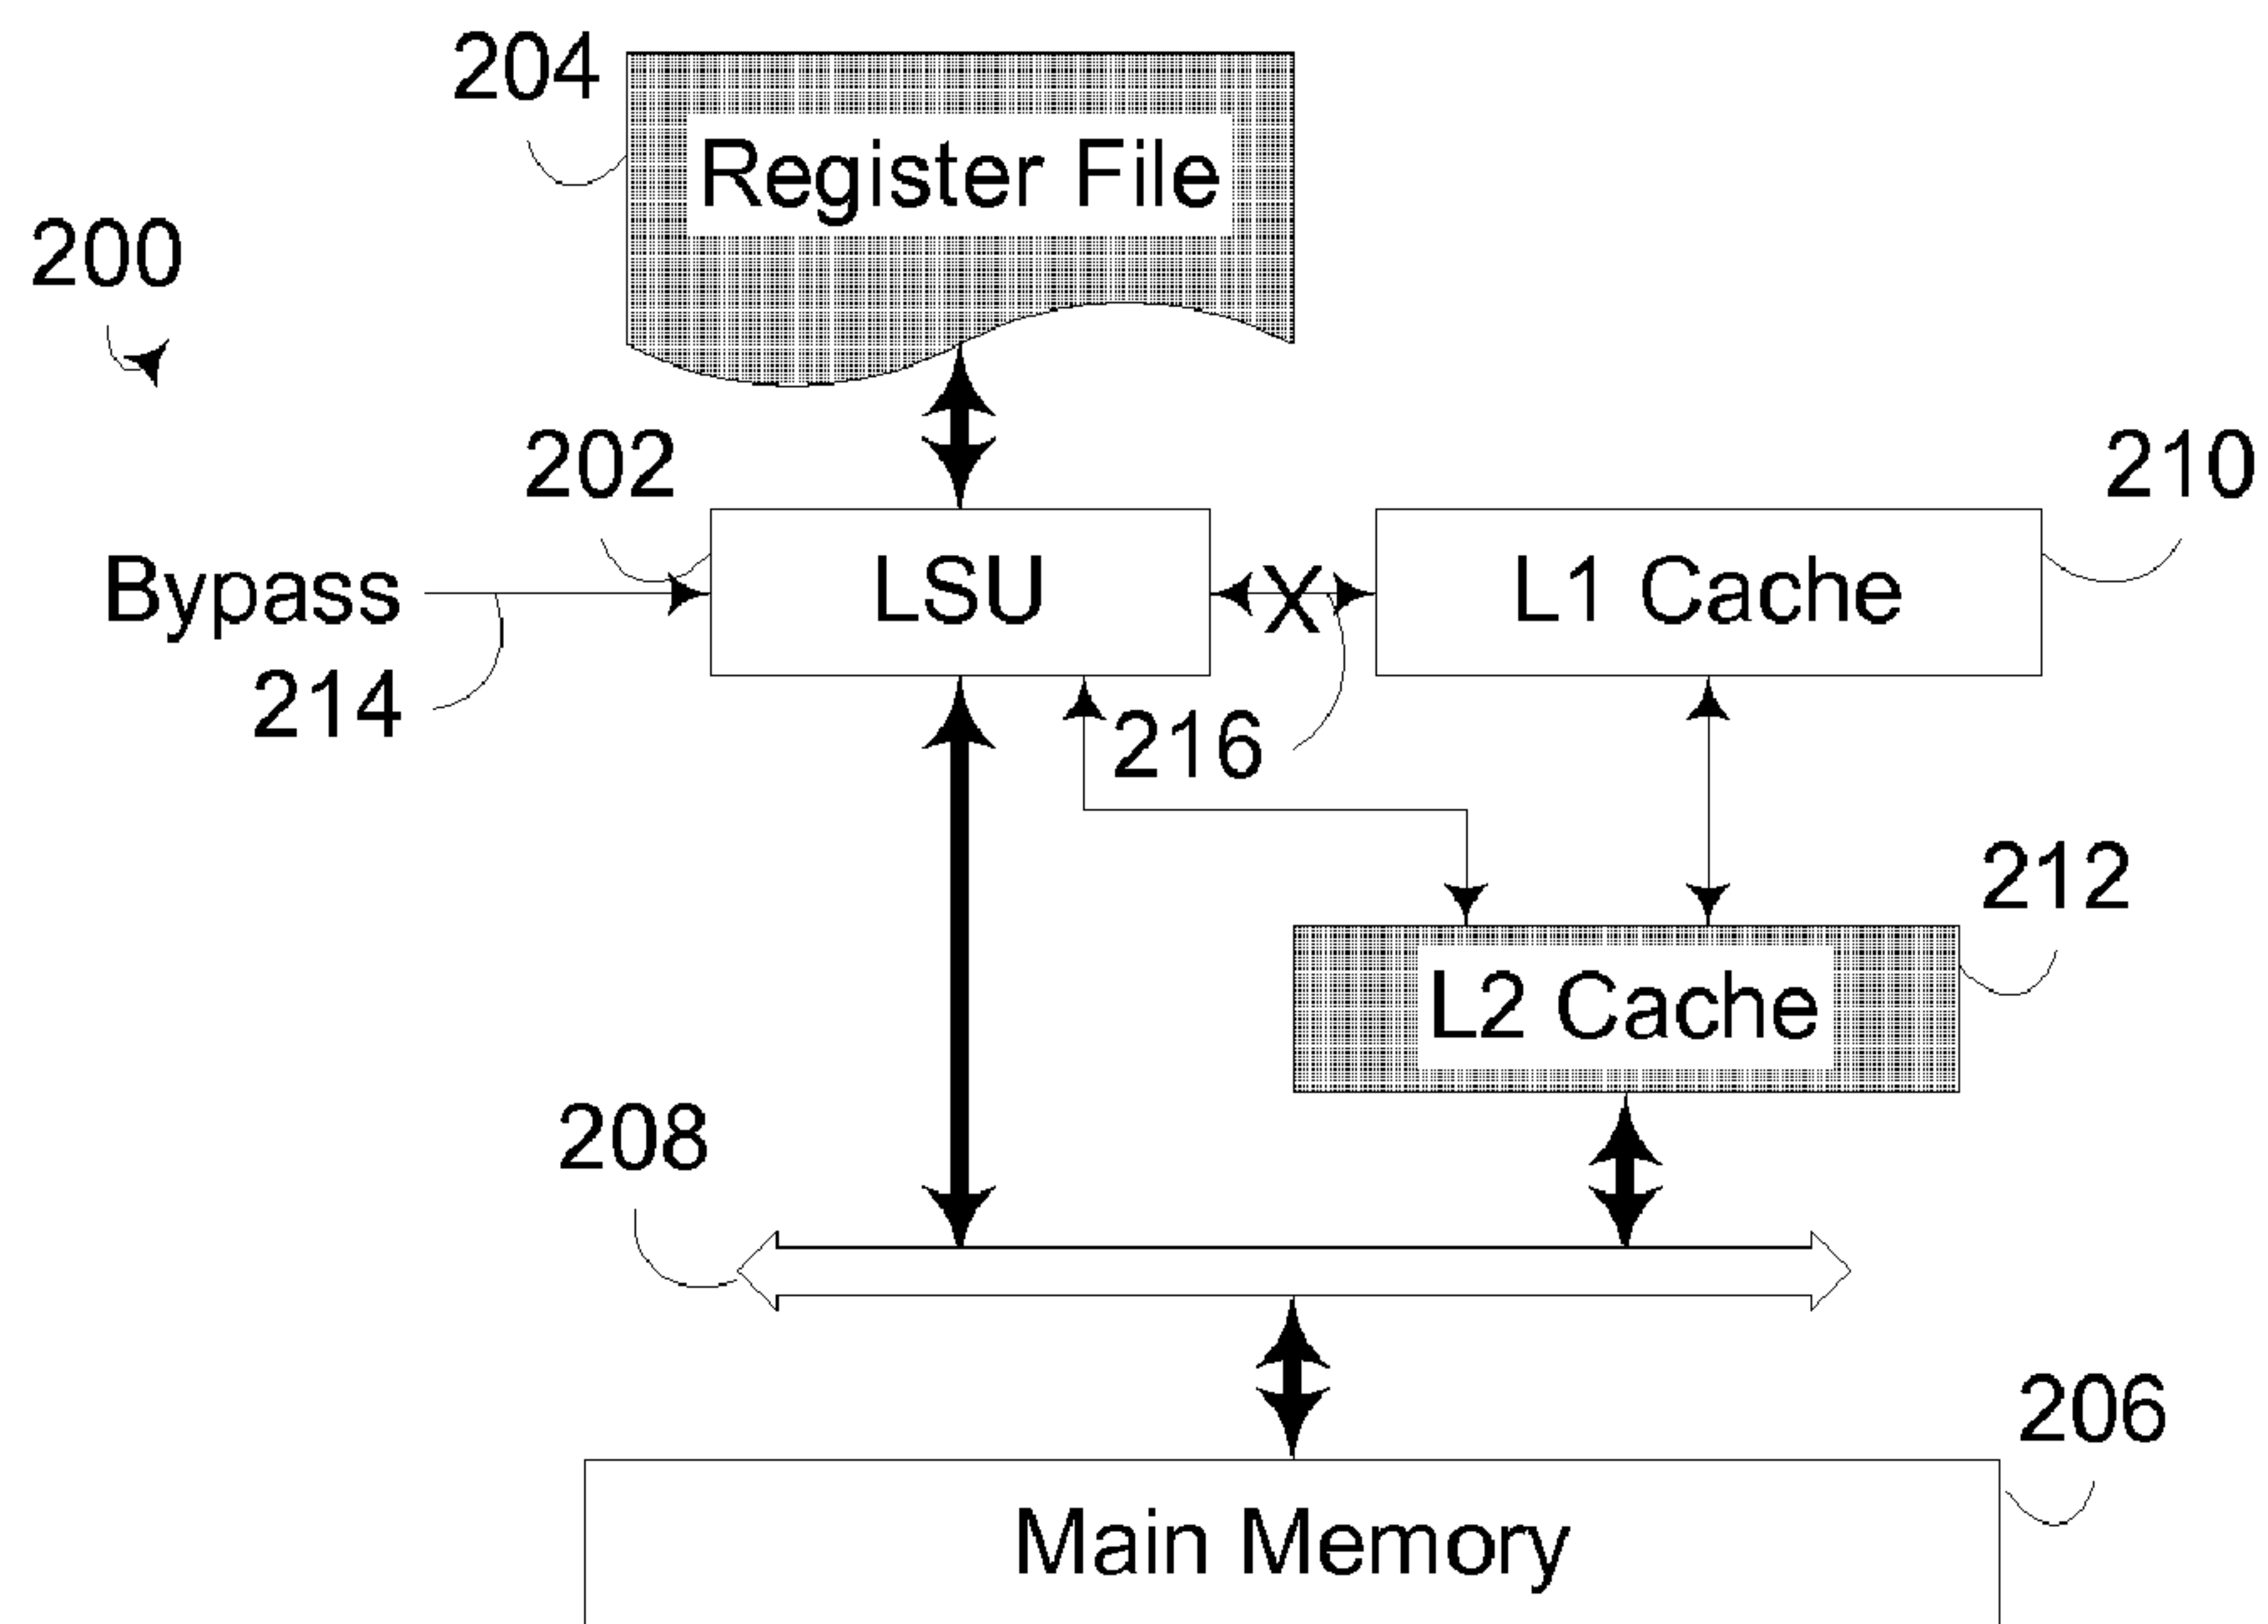 204
Register File
200
202
210
Bypass
LSU
X
L1 Cache
214
216
212
L2 Cache
208
206
Main Memory